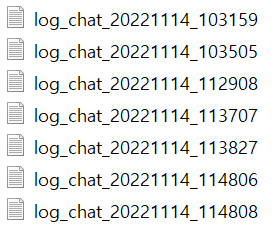 log_chat_20221114_103159
log_chat_20221114_103505
log_chat_20221114_112908
log_chat_20221114_113707
log_chat_20221114_113827
log_chat_20221114_114806
log_chat_20221114_114808